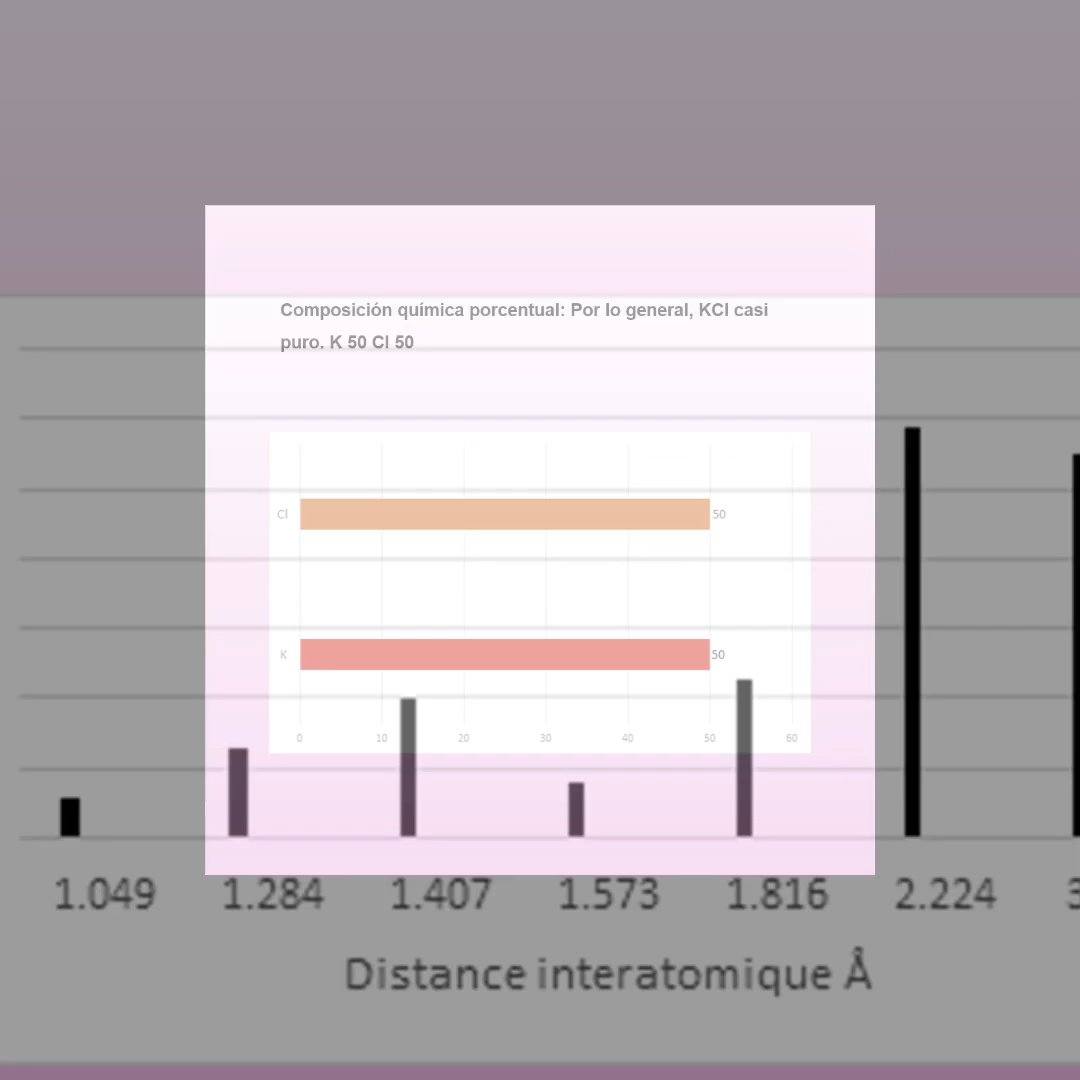 Composición química porcentual: Por lo general, KCl casi
puro. K 50 Cl 50
Cl 50
K 50
0 10 20 30 40 50 60
1.049 1.284 1.407 1.573 1.816 2.224
Distance interatomique Å